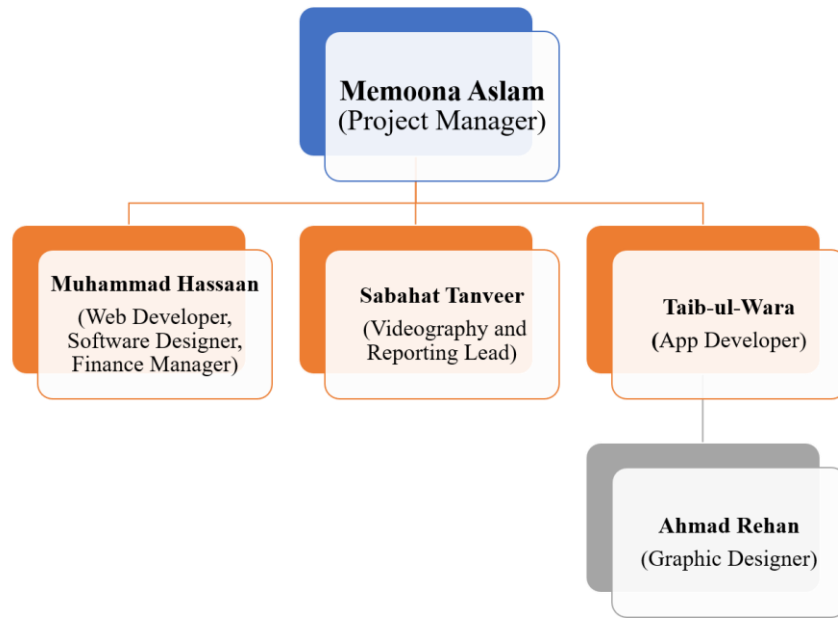 Memoona Aslam
(Project Manager)
Muhammad Hassaan
(Web Developer,
Software Designer,
Finance Manager)
Sabahat Tanveer
(Videography and
Reporting Lead)
Taib-ul-Wara
(App Developer)
Ahmad Rehan
(Graphic Designer)